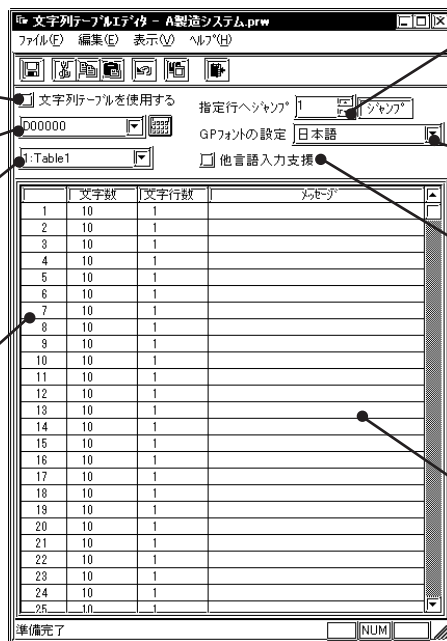 文字列テーブルエディタ - A製造システム.prw
ファイル(F) 編集(E) 表示(V) ヘルプ(H)
文字列テーブルを使用する
指定行へジャンプ 1 ジャンプ
D00000
GPフォントの設定 日本語
1:Table1
他言語入力支援
文字数 文字行数 メッセージ
1 10 1
2 10 1
3 10 1
4 10 1
5 10 1
6 10 1
7 10 1
8 10 1
9 10 1
10 10 1
11 10 1
12 10 1
13 10 1
14 10 1
15 10 1
16 10 1
17 10 1
18 10 1
19 10 1
20 10 1
21 10 1
22 10 1
23 10 1
24 10 1
25 10 1
準備完了 NUM